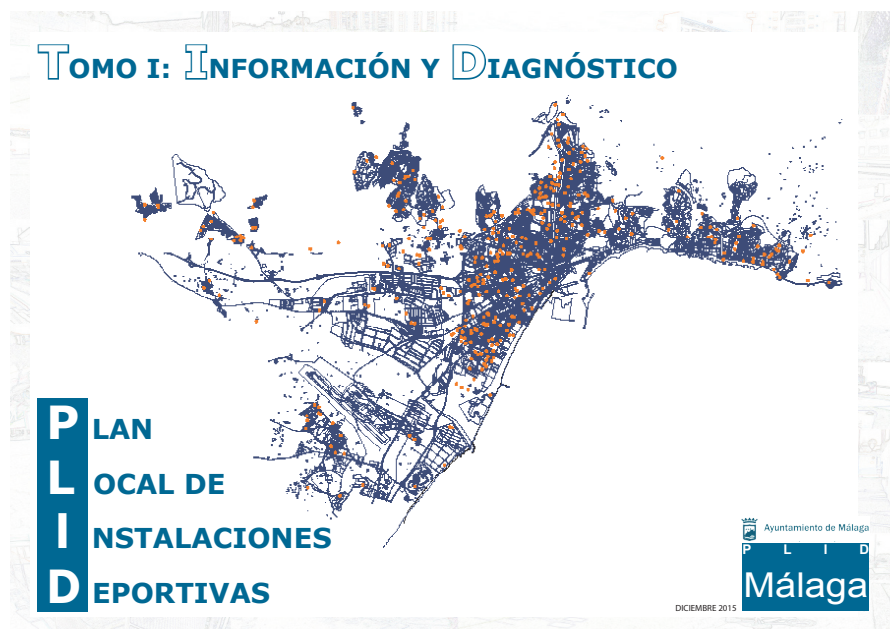 TOMO I: INFORMACIÓN Y DIAGNÓSTICO
PLAN
LOCAL DE
INSTALACIONES
DEPORTIVAS
Ayuntamiento de Málaga
P L I D
Málaga
DICIEMBRE 2015